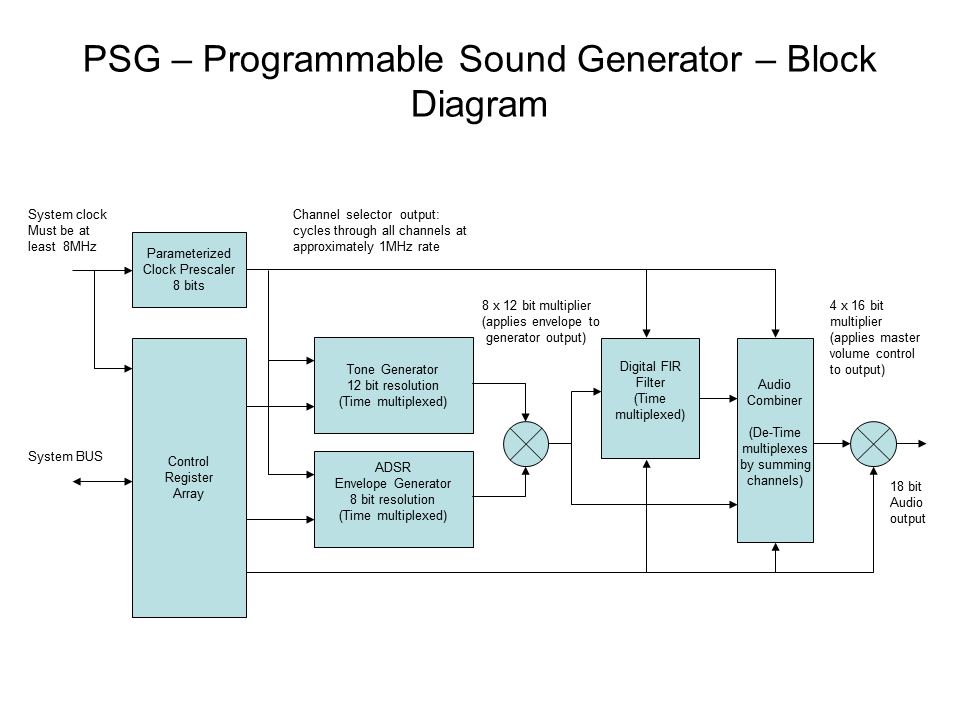 PSG – Programmable Sound Generator – Block
Diagram
System clock
Must be at
least 8MHz
Channel selector output:
cycles through all channels at
approximately 1MHz rate
Parameterized
Clock Prescaler
8 bits
8 x 12 bit multiplier
(applies envelope to
generator output)
4 x 16 bit
multiplier
(applies master
volume control
to output)
Tone Generator
12 bit resolution
(Time multiplexed)
Digital FIR
Filter
(Time
multiplexed)
Audio
Combiner
(De-Time
multiplexes
by summing
channels)
System BUS
Control
Register
Array
ADSR
Envelope Generator
8 bit resolution
(Time multiplexed)
18 bit
Audio
output